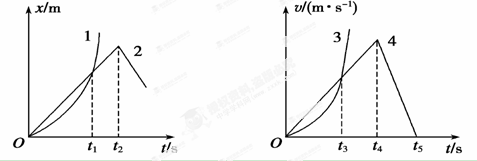 x/m
1
2
O
t₁
t₂
t/s
v/(m·s⁻¹)
3
4
O
t₃
t₄
t₅
t/s